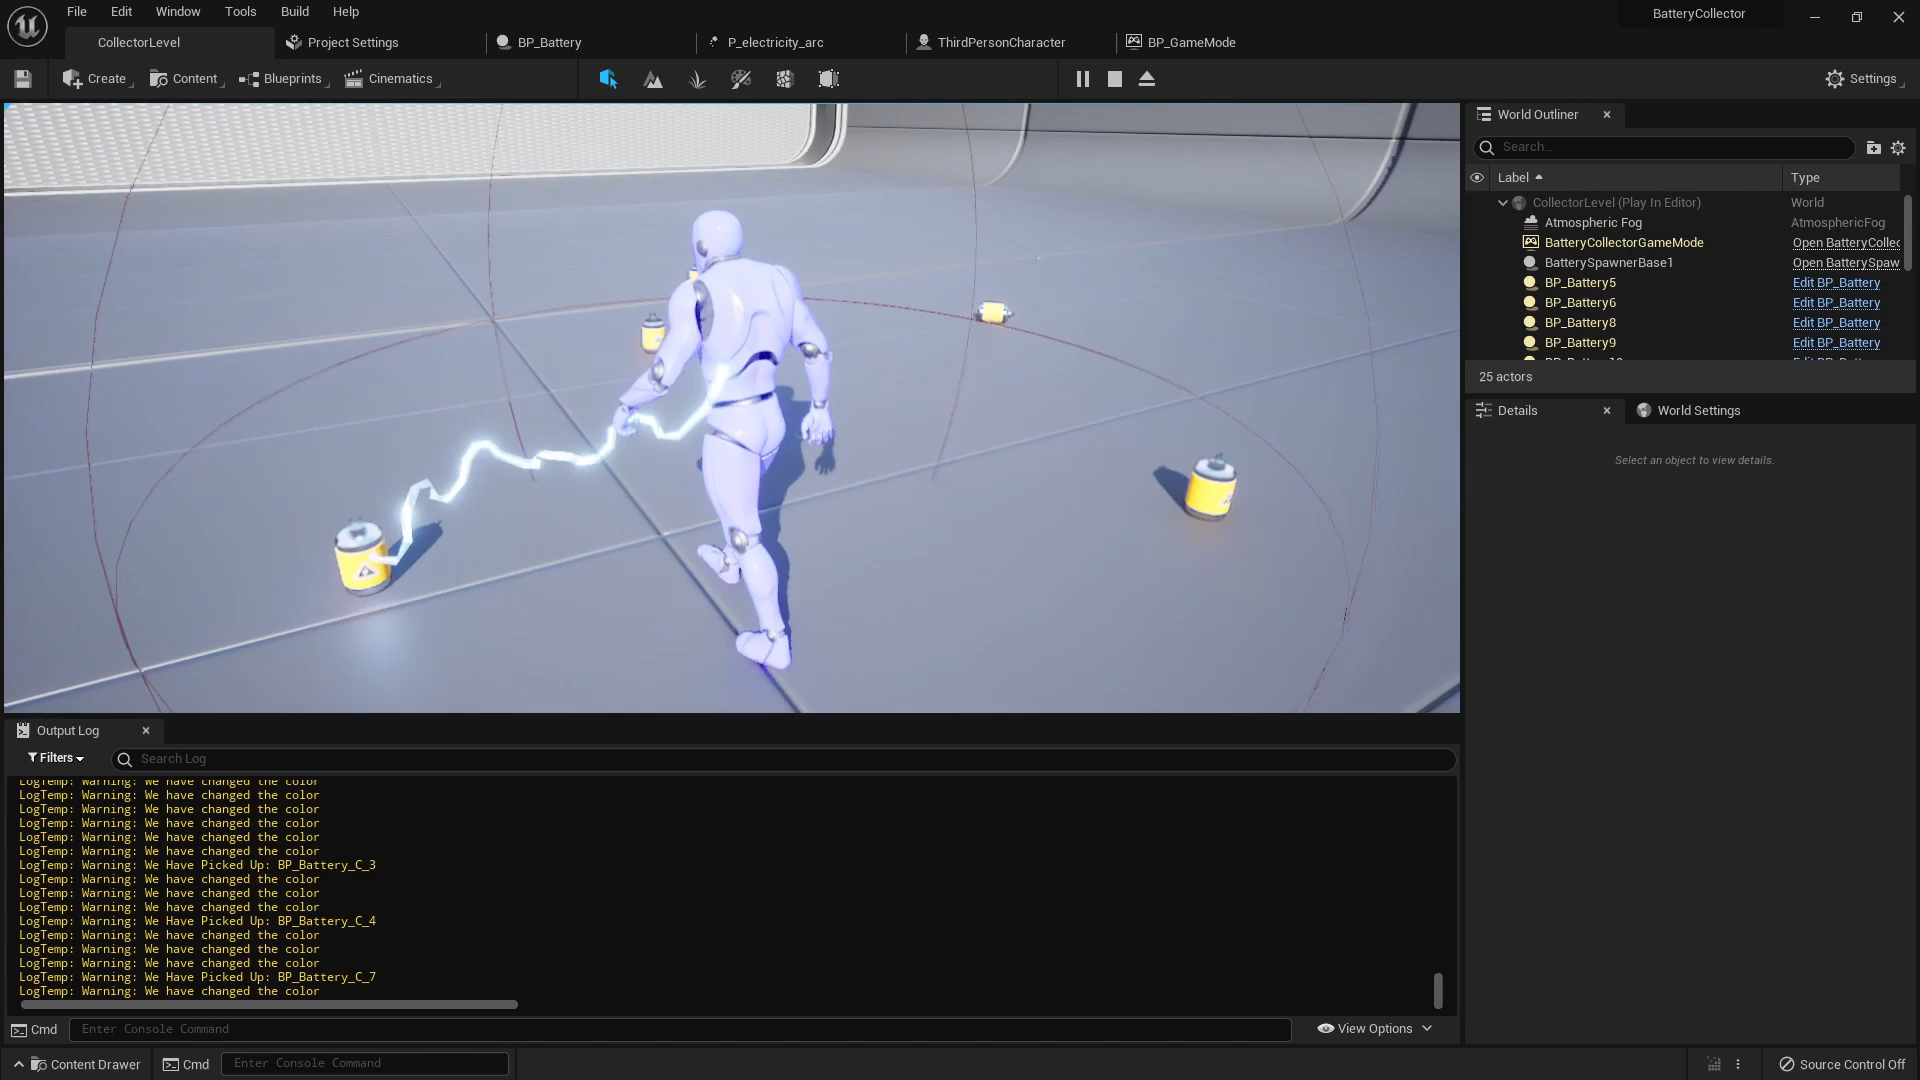 File Edit Window Tools Build Help
BatteryCollector
CollectorLevel Project Settings BP_Battery P_electricity_arc ThirdPersonCharacter BP_GameMode
Create Content Blueprints Cinematics Settings
World Outliner
Search...
Label Type
CollectorLevel (Play In Editor) World
Atmospheric Fog AtmosphericFog
BatteryCollectorGameMode Open BatteryCollec
BatterySpawnerBase1 Open BatterySpaw
BP_Battery5 Edit BP_Battery
BP_Battery6 Edit BP_Battery
BP_Battery8 Edit BP_Battery
BP_Battery9 Edit BP_Battery
25 actors
Details World Settings
Select an object to view details.
Output Log
Filters Search Log
LogTemp: Warning: We have changed the color
LogTemp: Warning: We have changed the color
LogTemp: Warning: We have changed the color
LogTemp: Warning: We have changed the color
LogTemp: Warning: We have changed the color
LogTemp: Warning: We have changed the color
LogTemp: Warning: We Have Picked Up: BP_Battery_C_3
LogTemp: Warning: We have changed the color
LogTemp: Warning: We have changed the color
LogTemp: Warning: We have changed the color
LogTemp: Warning: We Have Picked Up: BP_Battery_C_4
LogTemp: Warning: We have changed the color
LogTemp: Warning: We have changed the color
LogTemp: Warning: We have changed the color
LogTemp: Warning: We Have Picked Up: BP_Battery_C_7
LogTemp: Warning: We have changed the color
Cmd Enter Console Command View Options
Content Drawer Cmd Enter Console Command Source Control Off